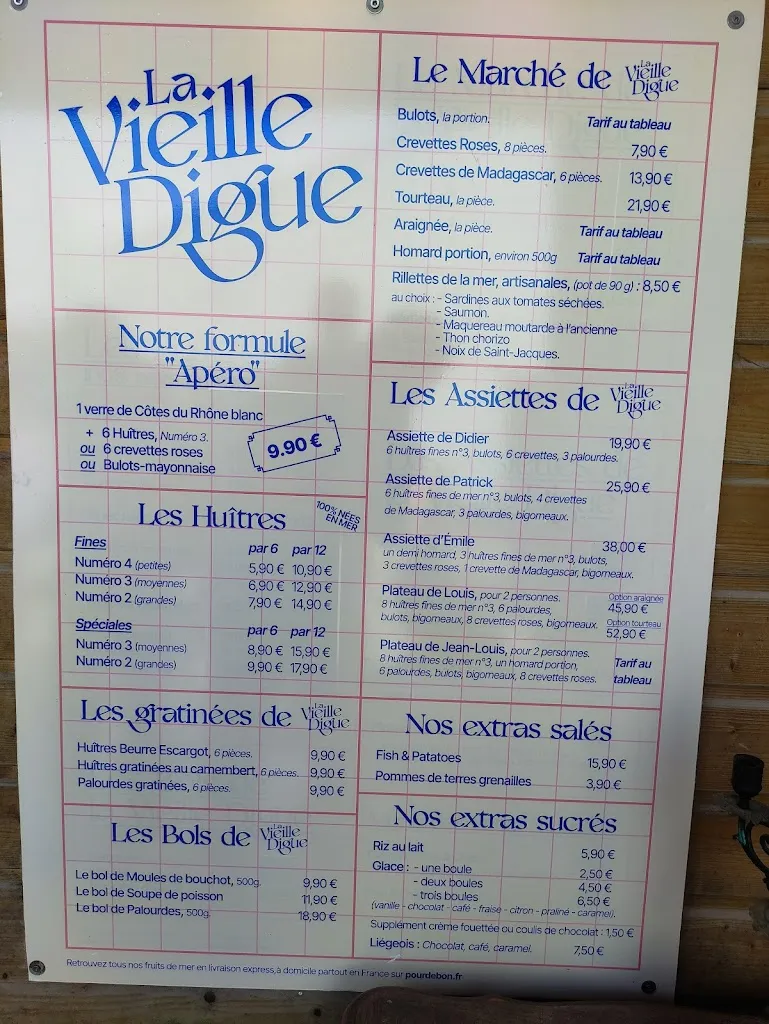 La
Vieille
Digue
Notre formule
"Apéro"
1 verre de Côtes du Rhône blanc
+ 6 Huîtres, Numéro 3.
ou 6 crevettes roses
ou Bulots-mayonnaise
9.90 €
Les Huîtres
100% NÉES
EN MER
Fines par 6 par 12
Numéro 4 (petites) 5,90 € 10,90 €
Numéro 3 (moyennes) 6,90 € 12,90 €
Numéro 2 (grandes) 7,90 € 14,90 €
Spéciales par 6 par 12
Numéro 3 (moyennes) 8,90 € 15,90 €
Numéro 2 (grandes) 9,90 € 17,90 €
Les gratinées de La Vieille Digue
Huîtres Beurre Escargot, 6 pièces. 9,90 €
Huîtres gratinées au camembert, 6 pièces. 9,90 €
Palourdes gratinées, 6 pièces. 9,90 €
Les Bols de La Vieille Digue
Le bol de Moules de bouchot, 500g. 9,90 €
Le bol de Soupe de poisson 11,90 €
Le bol de Palourdes, 500g. 18,90 €
Le Marché de La Vieille Digue
Bulots, la portion. Tarif au tableau
Crevettes Roses, 8 pièces. 7,90 €
Crevettes de Madagascar, 6 pièces. 13,90 €
Tourteau, la pièce. 21,90 €
Araignée, la pièce. Tarif au tableau
Homard portion, environ 500g Tarif au tableau
Rillettes de la mer, artisanales, (pot de 90 g) : 8,50 €
au choix : - Sardines aux tomates séchées.
- Saumon.
- Maquereau moutarde à l'ancienne
- Thon chorizo
- Noix de Saint-Jacques.
Les Assiettes de La Vieille Digue
Assiette de Didier 19,90 €
6 huîtres fines n°3, bulots, 6 crevettes, 3 palourdes.
Assiette de Patrick 25,90 €
6 huîtres fines de mer n°3, bulots, 4 crevettes
de Madagascar, 3 palourdes, bigorneaux.
Assiette d'Émile 38,00 €
un demi homard, 3 huîtres fines de mer n°3, bulots,
3 crevettes roses, 1 crevette de Madagascar, bigorneaux.
Plateau de Louis, pour 2 personnes. Option araignée
8 huîtres fines de mer n°3, 6 palourdes, 45,90 €
bulots, bigorneaux, 8 crevettes roses, bigorneaux. Option tourteau
52,90 €
Plateau de Jean-Louis, pour 2 personnes.
8 huîtres fines de mer n°3, un homard portion, Tarif au
6 palourdes, bulots, bigorneaux, 8 crevettes roses. tableau
Nos extras salés
Fish & Patatoes 15,90 €
Pommes de terres grenailles 3,90 €
Nos extras sucrés
Riz au lait 5,90 €
Glace : - une boule 2,50 €
- deux boules 4,50 €
- trois boules 6,50 €
(vanille - chocolat - café - fraise - citron - praliné - caramel).
Supplément crème fouettée ou coulis de chocolat : 1,50 €
Liégeois : Chocolat, café, caramel. 7,50 €
Retrouvez tous nos fruits de mer en livraison express,à domicile partout en France sur pourdebon.fr